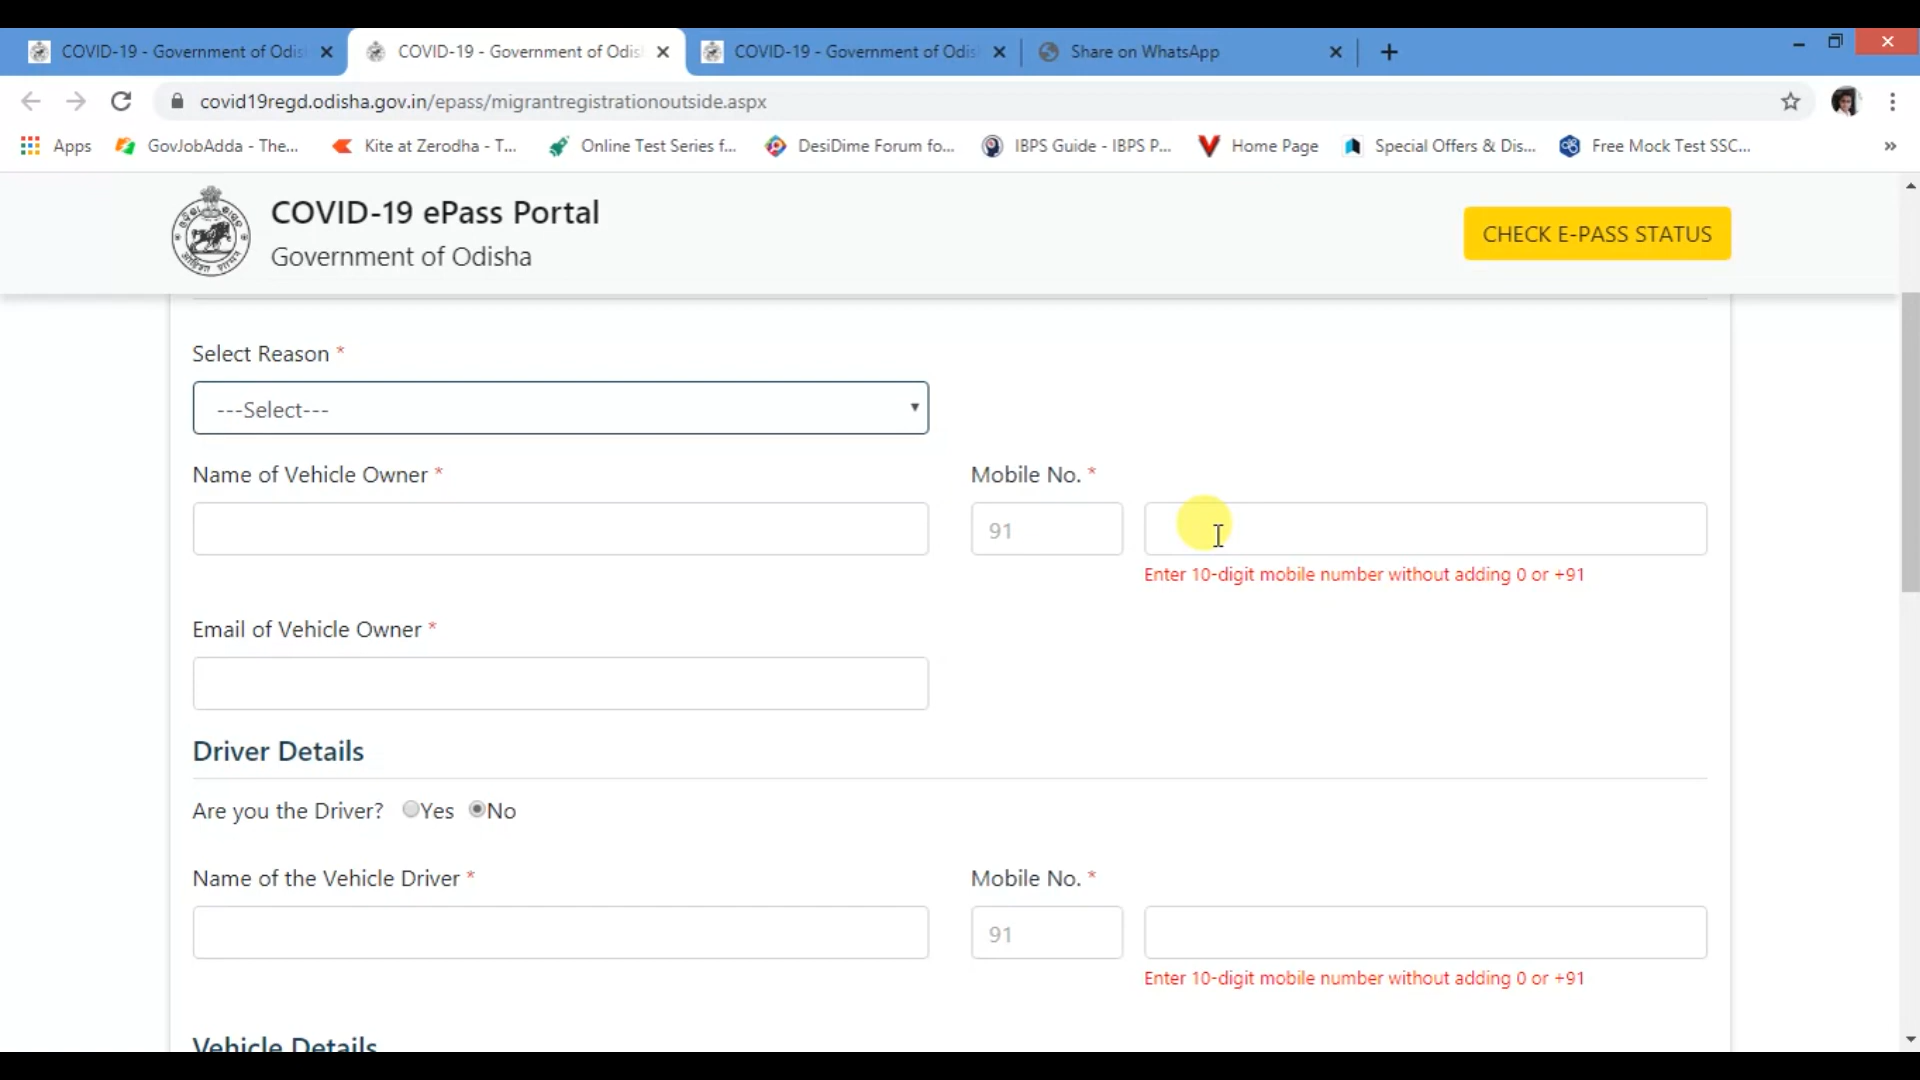 COVID-19 - Government of Odis
COVID-19 - Government of Odis
COVID-19 - Government of Odis
Share on WhatsApp
covid19regd.odisha.gov.in/epass/migrantregistrationoutside.aspx
Apps
GovJobAdda - The...
Kite at Zerodha - T...
Online Test Series f...
DesiDime Forum fo...
IBPS Guide - IBPS P...
Home Page
Special Offers & Dis...
Free Mock Test SSC...
»
COVID-19 ePass Portal
Government of Odisha
CHECK E-PASS STATUS
Select Reason *
---Select---
Name of Vehicle Owner *
Mobile No. *
91
Enter 10-digit mobile number without adding 0 or +91
Email of Vehicle Owner *
Driver Details
Are you the Driver? Yes No
Name of the Vehicle Driver *
Mobile No. *
91
Enter 10-digit mobile number without adding 0 or +91
Vehicle Details